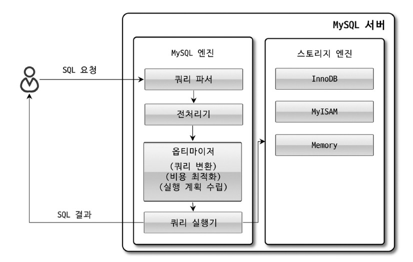 MySQL 서버
SQL 요청
MySQL 엔진
쿼리 파서
전처리기
옵티마이저
(쿼리 변환)
(비용 최적화)
(실행 계획 수립)
쿼리 실행기
SQL 결과
스토리지 엔진
InnoDB
MyISAM
Memory